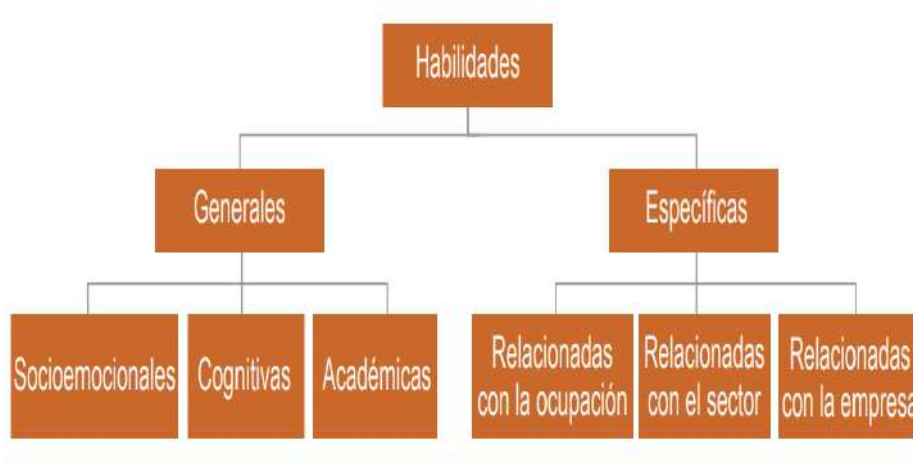 Habilidades
Generales
Específicas
Socioemocionales
Cognitivas
Académicas
Relacionadas
con la ocupación
Relacionadas
con el sector
Relacionadas
con la empresa